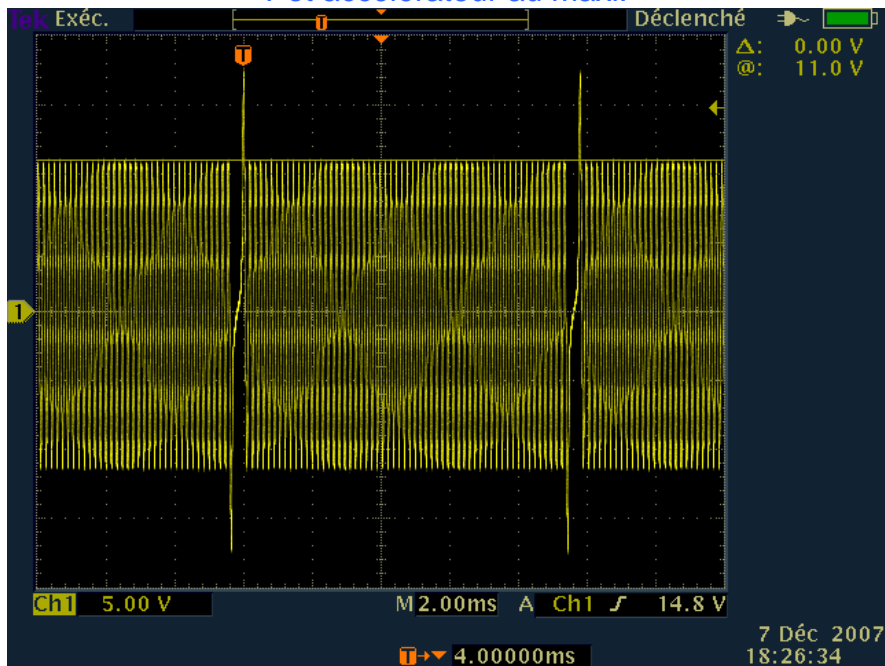 Tek Exéc. T Déclenché
Δ: 0.00 V
@: 11.0 V
T
1
Ch1 5.00 V M 2.00ms A Ch1 14.8 V
7 Déc 2007
T 4.00000ms 18:26:34